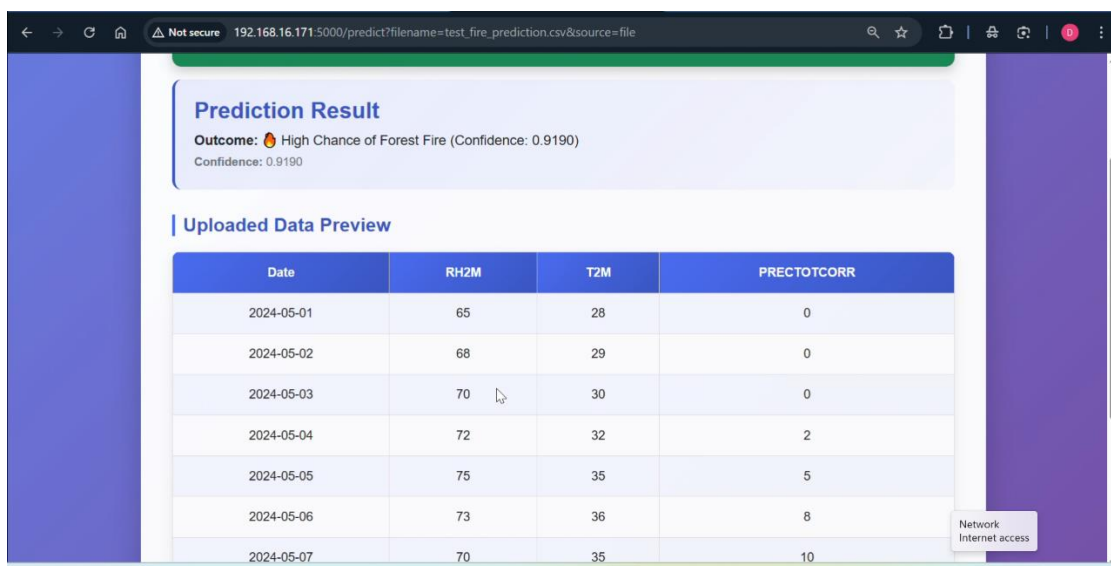 Not secure 192.168.16.171:5000/predict?filename=test_fire_prediction.csv&source=file D
Prediction Result
Outcome: 🔥 High Chance of Forest Fire (Confidence: 0.9190)
Confidence: 0.9190
Uploaded Data Preview
Date RH2M T2M PRECTOTCORR
2024-05-01 65 28 0
2024-05-02 68 29 0
2024-05-03 70 30 0
2024-05-04 72 32 2
2024-05-05 75 35 5
2024-05-06 73 36 8
2024-05-07 70 35 10
Network
Internet access